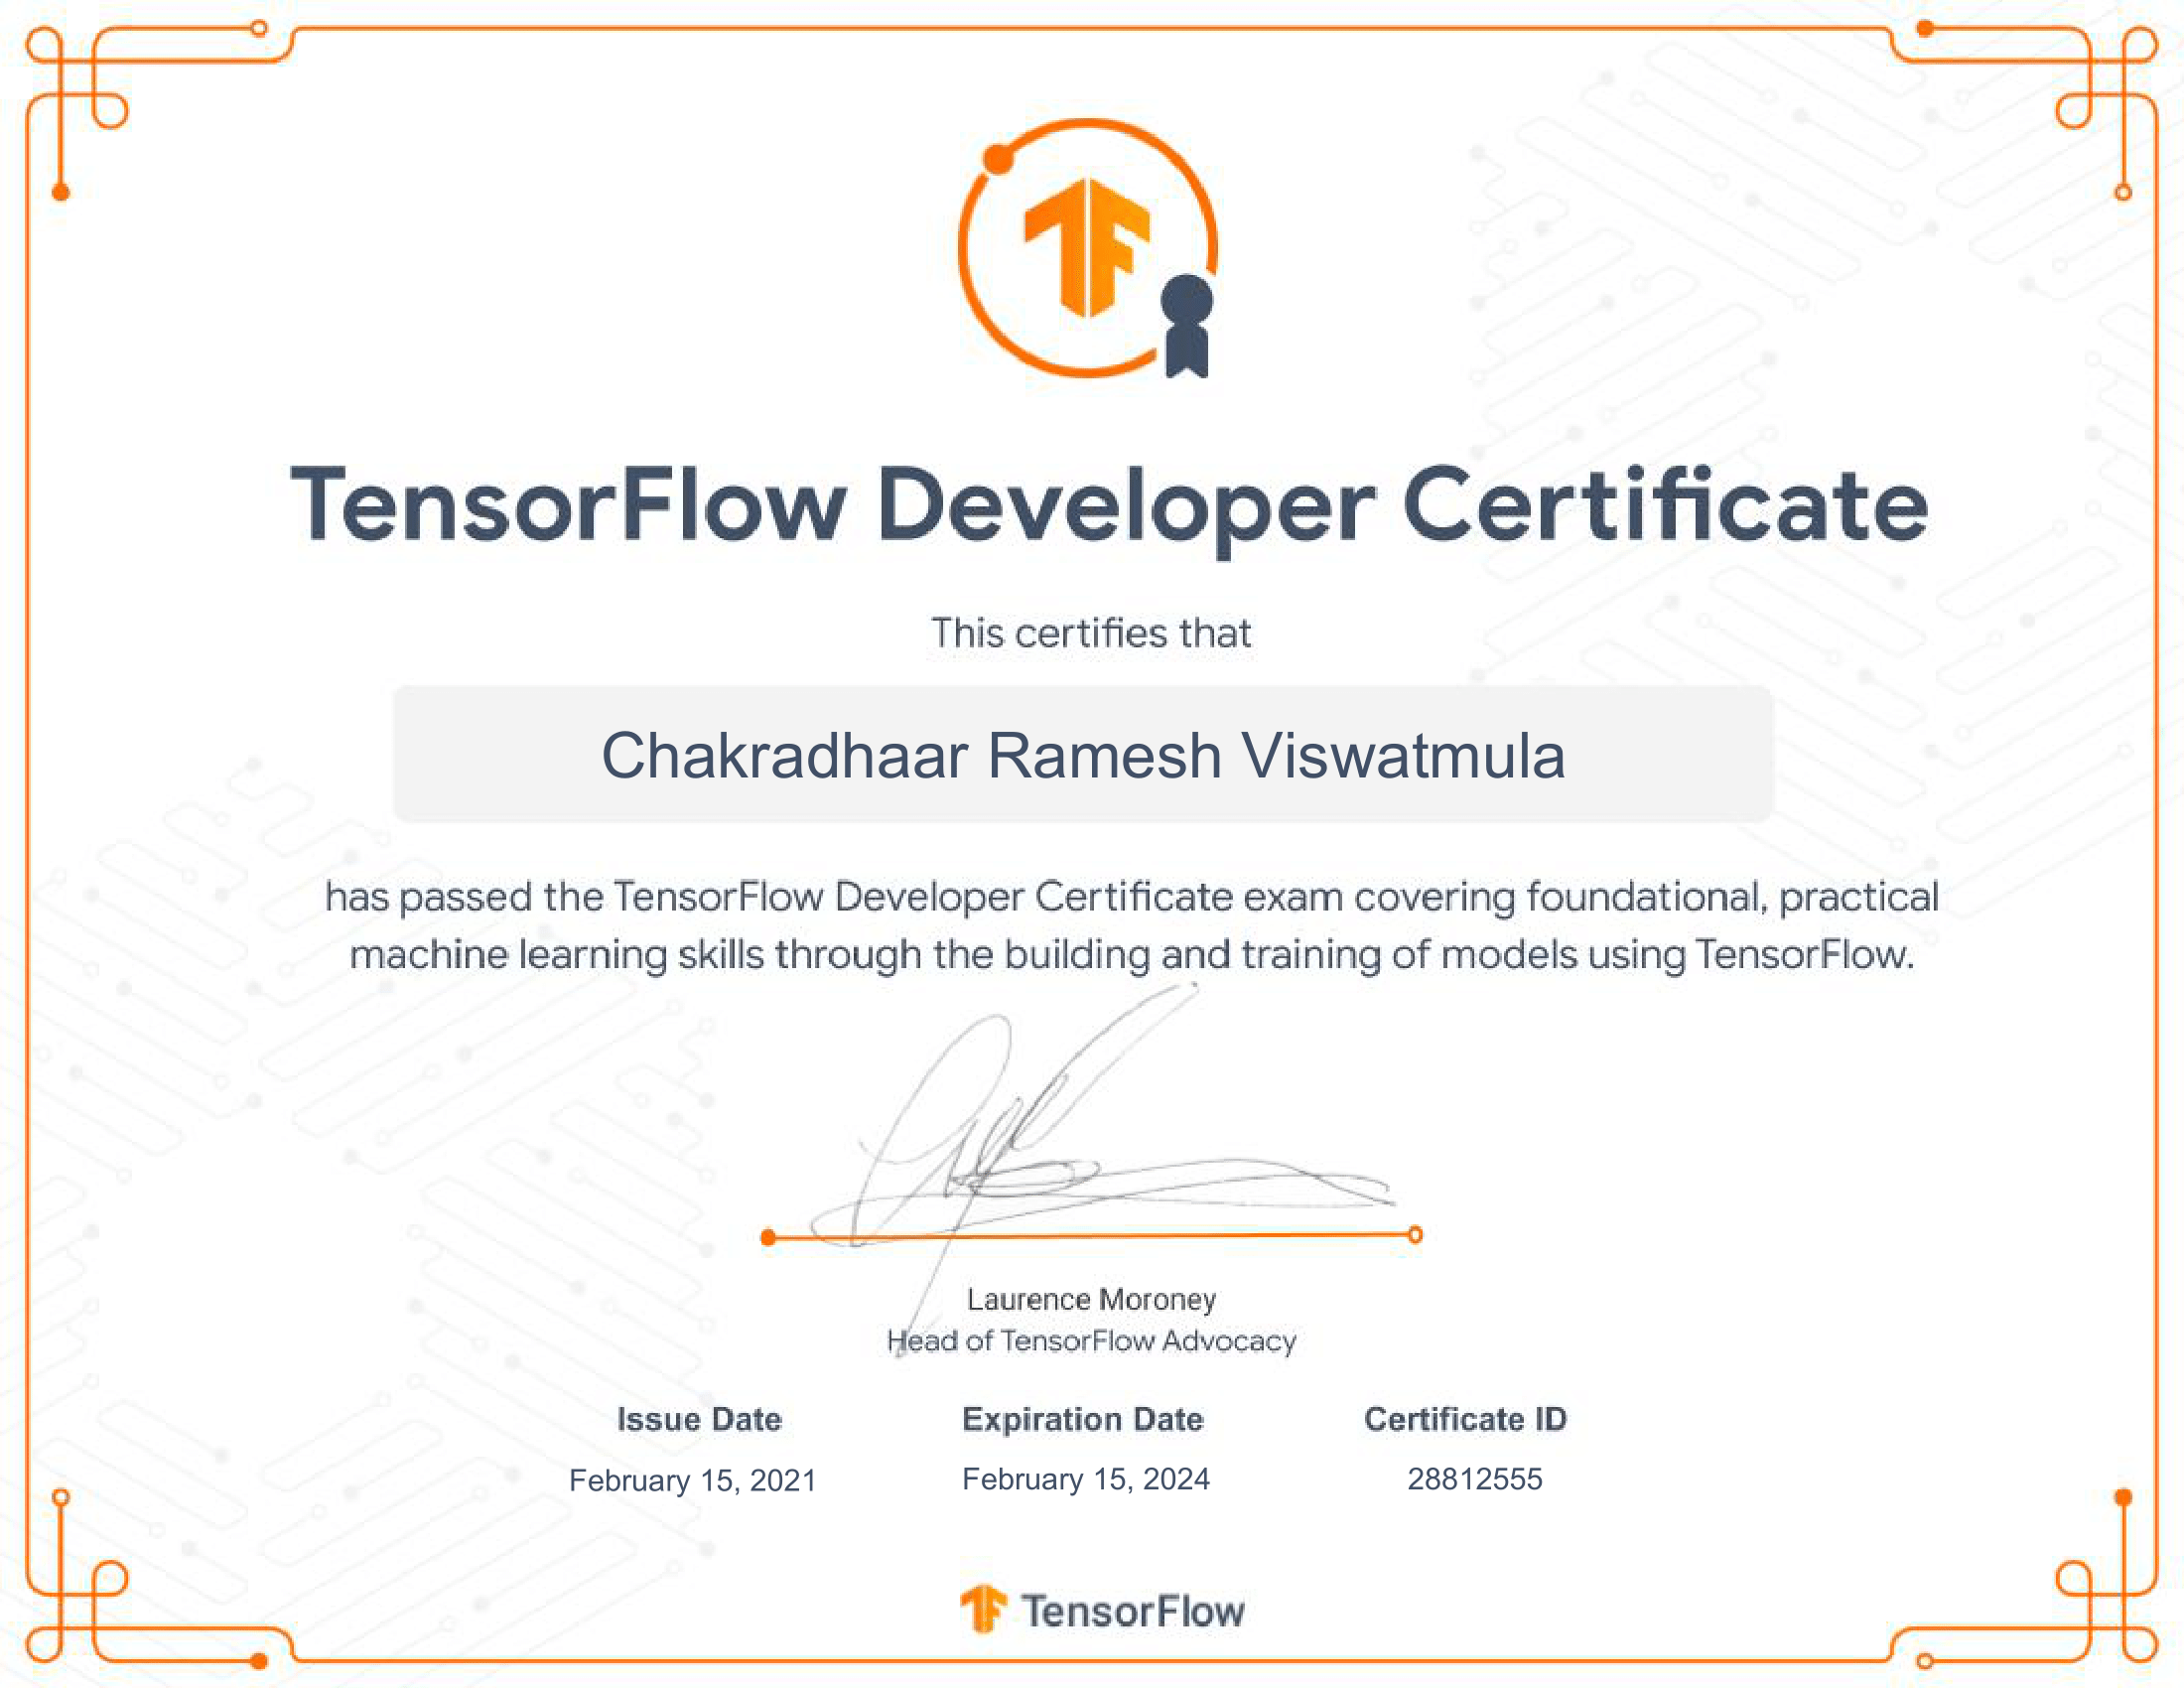 TensorFlow Developer Certificate
This certifies that
Chakradhaar Ramesh Viswatmula
has passed the TensorFlow Developer Certificate exam covering foundational, practical
machine learning skills through the building and training of models using TensorFlow.
Laurence Moroney
Head of TensorFlow Advocacy
Issue Date Expiration Date Certificate ID
February 15, 2021 February 15, 2024 28812555
TensorFlow